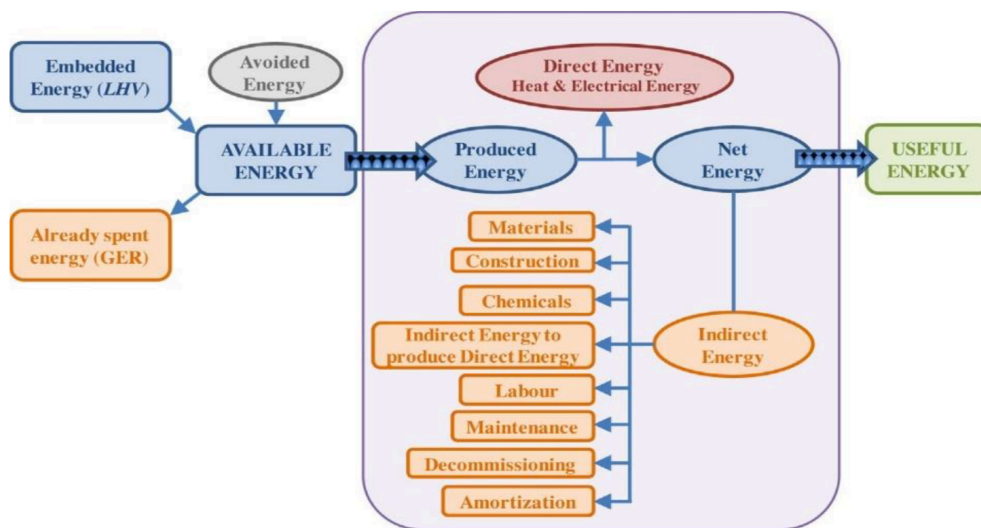 Embedded
Energy (LHV)
Avoided
Energy
AVAILABLE
ENERGY
Already spent
energy (GER)
Direct Energy
Heat & Electrical Energy
Produced
Energy
Net
Energy
USEFUL
ENERGY
Materials
Construction
Chemicals
Indirect Energy to
produce Direct Energy
Labour
Maintenance
Decommissioning
Amortization
Indirect
Energy